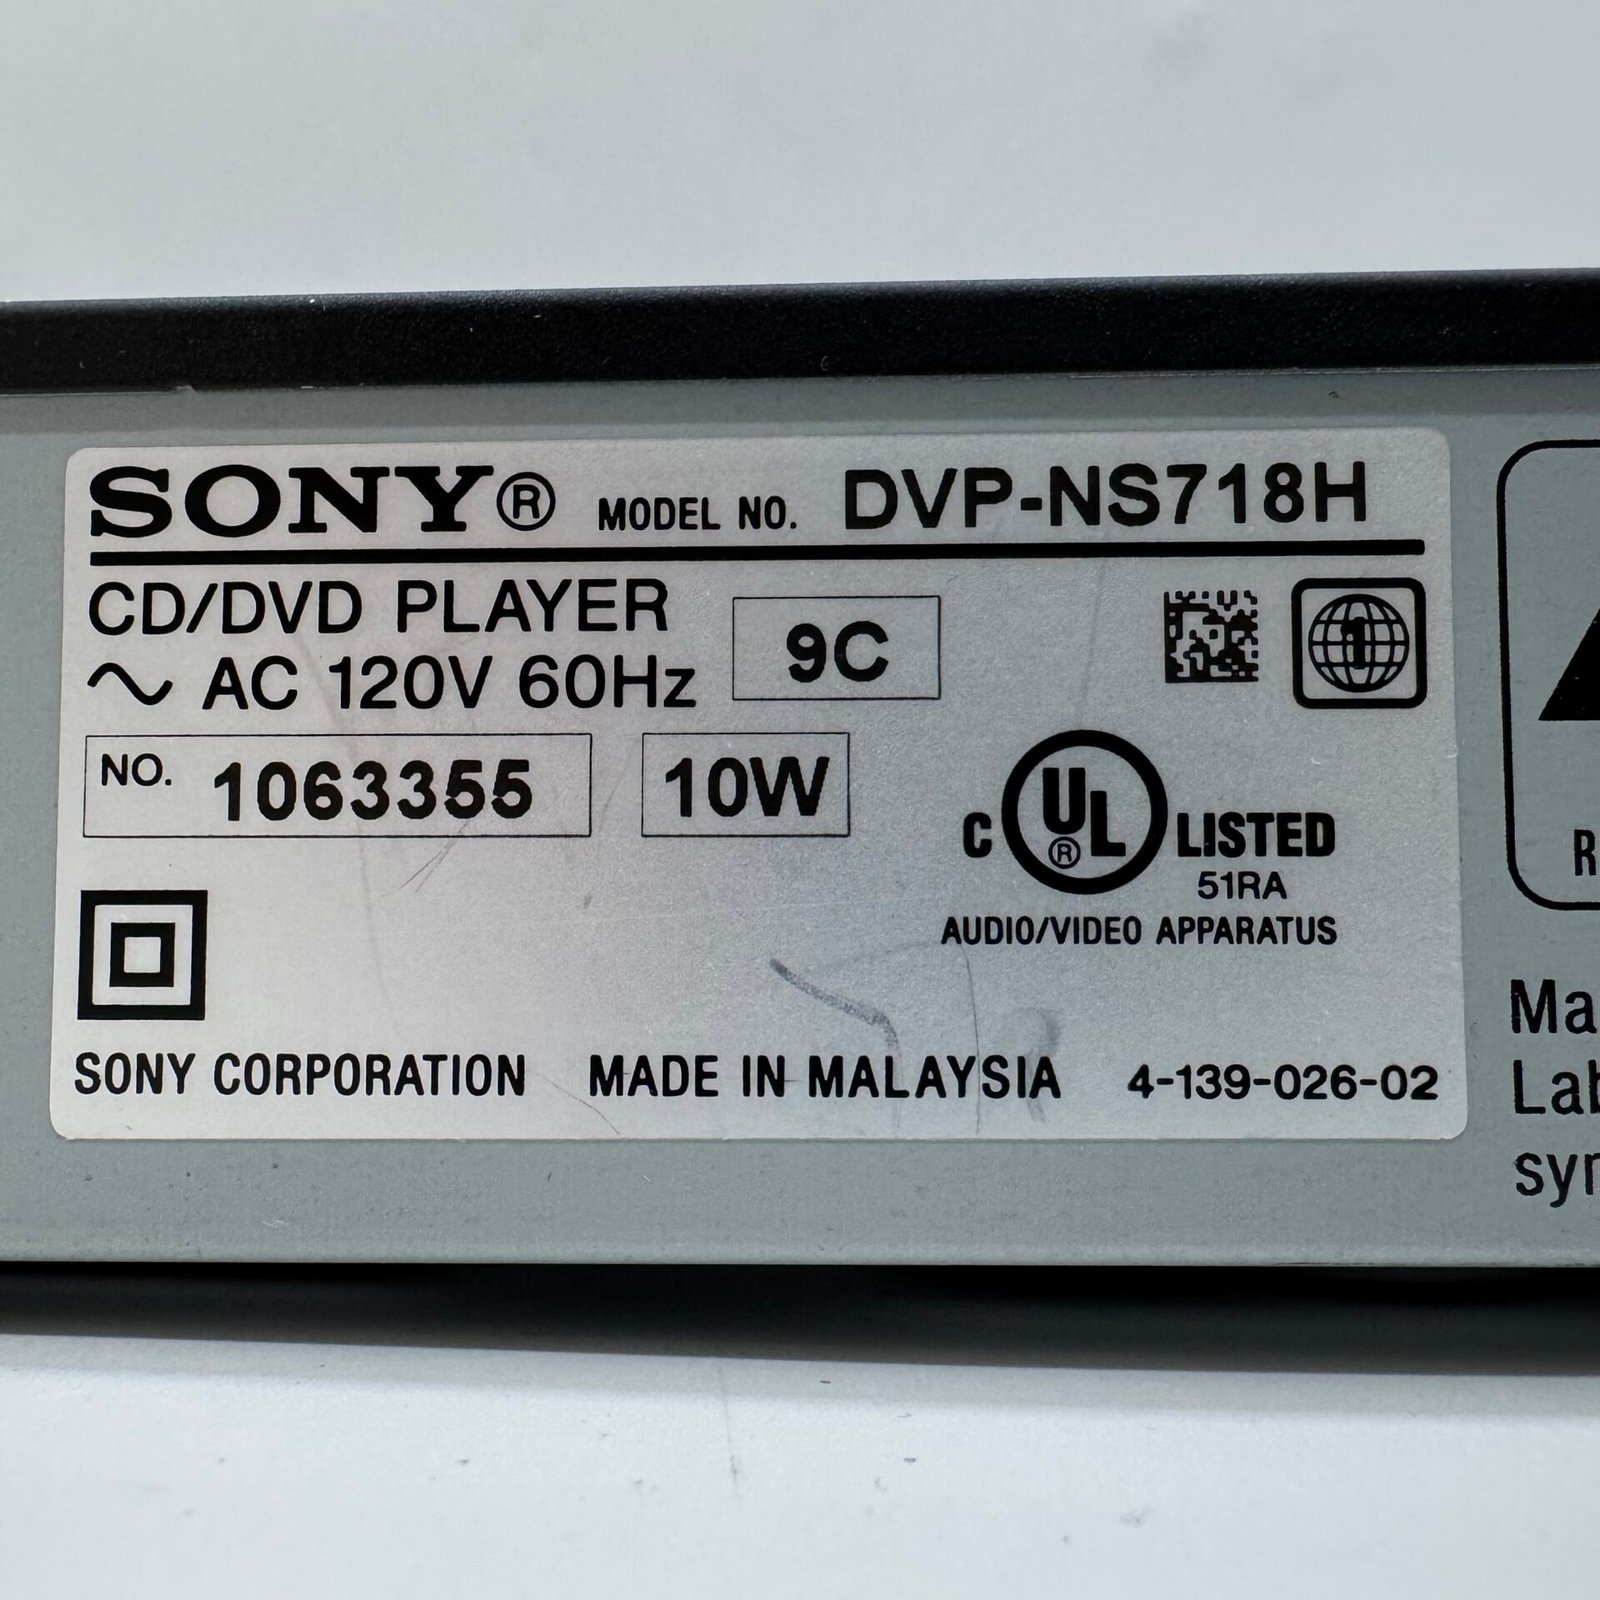 SONY® MODEL NO. DVP-NS718H
CD/DVD PLAYER
~ AC 120V 60Hz
9C
1
NO. 1063355
10W
C UL® LISTED
51RA
AUDIO/VIDEO APPARATUS
SONY CORPORATION MADE IN MALAYSIA 4-139-026-02